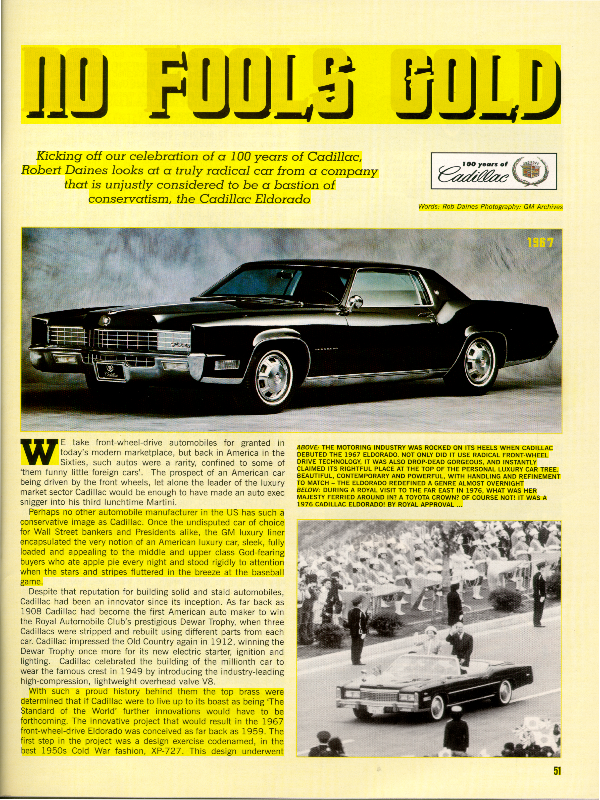 NO FOOLS GOLD
Kicking off our celebration of a 100 years of Cadillac,
Robert Daines looks at a truly radical car from a company
that is unjustly considered to be a bastion of
conservatism, the Cadillac Eldorado
100 years of
Cadillac
Words: Rob Daines Photography: GM Archives
1967
WE take front-wheel-drive automobiles for granted in
today's modern marketplace, but back in America in the
Sixties, such autos were a rarity, confined to some of
'them funny little foreign cars'. The prospect of an American car
being driven by the front wheels, let alone the leader of the luxury
market sector Cadillac would be enough to have made an auto exec
snigger into his third lunchtime Martini.
Perhaps no other automobile manufacturer in the US has such a
conservative image as Cadillac. Once the undisputed car of choice
for Wall Street bankers and Presidents alike, the GM luxury liner
encapsulated the very notion of an American luxury car, sleek, fully
loaded and appealing to the middle and upper class God-fearing
buyers who ate apple pie every night and stood rigidly to attention
when the stars and stripes fluttered in the breeze at the baseball
game.
Despite that reputation for building solid and staid automobiles,
Cadillac had been an innovator since its inception. As far back as
1908 Cadillac had become the first American auto maker to win
the Royal Automobile Club's prestigious Dewar Trophy, when three
Cadillacs were stripped and rebuilt using different parts from each
car. Cadillac impressed the Old Country again in 1912, winning the
Dewar Trophy once more for its new electric starter, ignition and
lighting. Cadillac celebrated the building of the millionth car to
wear the famous crest in 1949 by introducing the industry-leading
high-compression, lightweight overhead valve V8.
With such a proud history behind them the top brass were
determined that if Cadillac were to live up to its boast as being 'The
Standard of the World' further innovations would have to be
forthcoming. The innovative project that would result in the 1967
front-wheel-drive Eldorado was conceived as far back as 1959. The
first step in the project was a design exercise codenamed, in the
best 1950s Cold War fashion, XP-727. This design underwent
ABOVE: THE MOTORING INDUSTRY WAS ROCKED ON ITS HEELS WHEN CADILLAC
DEBUTED THE 1967 ELDORADO. NOT ONLY DID IT USE RADICAL FRONT-WHEEL
DRIVE TECHNOLOGY, IT WAS ALSO DROP-DEAD GORGEOUS, AND INSTANTLY
CLAIMED ITS RIGHTFUL PLACE AT THE TOP OF THE PERSONAL LUXURY CAR TREE.
BEAUTIFUL, CONTEMPORARY AND POWERFUL, WITH HANDLING AND REFINEMENT
TO MATCH – THE ELDORADO REDEFINED A GENRE ALMOST OVERNIGHT
BELOW: DURING A ROYAL VISIT TO THE FAR EAST IN 1976, WHAT WAS HER
MAJESTY FERRIED AROUND IN? A TOYOTA CROWN? OF COURSE NOT! IT WAS A
1976 CADILLAC ELDORADO! BY ROYAL APPROVAL ...
51